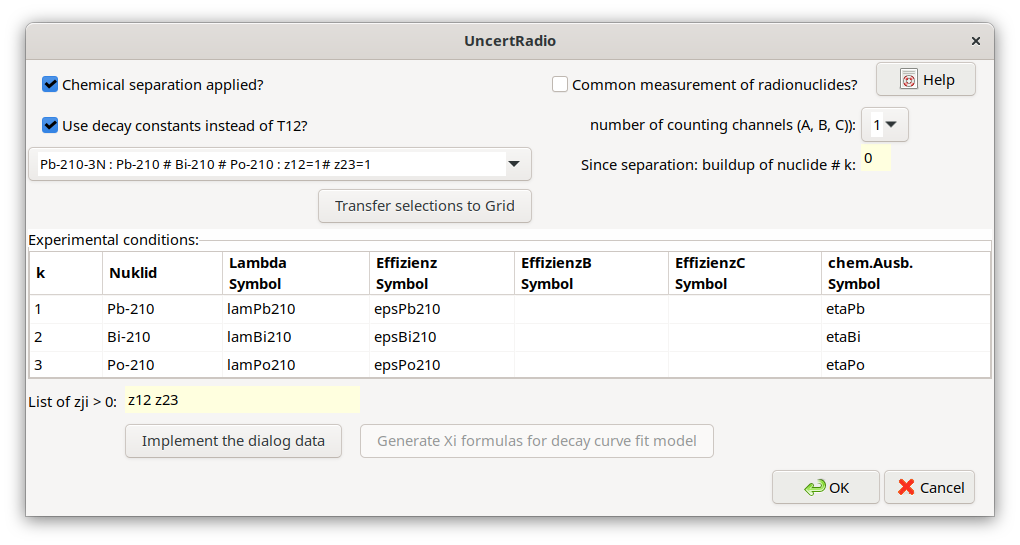 UncertRadio
Chemical separation applied?
Common measurement of radionuclides?
Help
Use decay constants instead of T12?
number of counting channels (A, B, C)):
1
Pb-210-3N : Pb-210 # Bi-210 # Po-210 : z12=1# z23=1
Since separation: buildup of nuclide # k:
0
Transfer selections to Grid
Experimental conditions:
k Nuklid Lambda Symbol Effizienz Symbol EffizienzB Symbol EffizienzC Symbol chem.Ausb. Symbol
1 Pb-210 lamPb210 epsPb210 etaPb
2 Bi-210 lamBi210 epsBi210 etaBi
3 Po-210 lamPo210 epsPo210 etaPo
List of zji > 0: z12 z23
Implement the dialog data
Generate Xi formulas for decay curve fit model
OK
Cancel